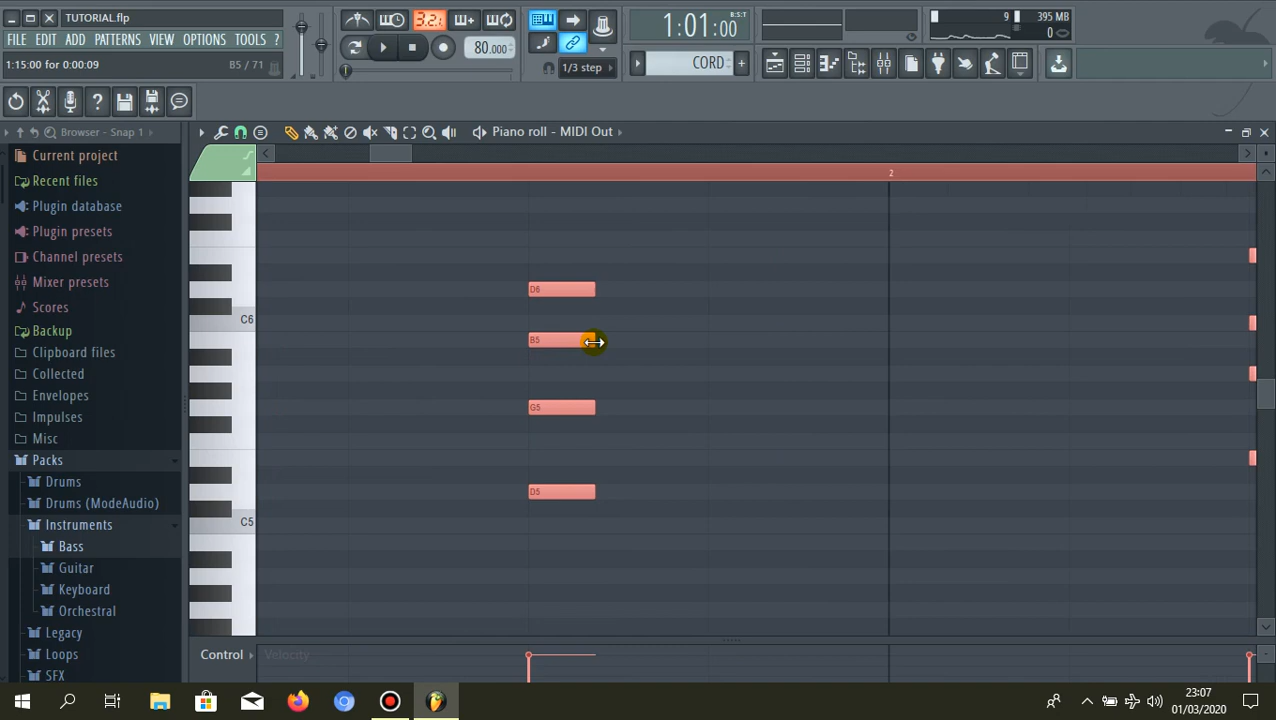 TUTORIAL.flp
FILE EDIT ADD PATTERNS VIEW OPTIONS TOOLS ?
1:15:00 for 0:00:09 B5 / 71
3.2.
80.000
1/3 step
1:01:00 B:S:T
CORD
9 395 MB
0
Browser - Snap 1
Piano roll - MIDI Out
Current project
Recent files
Plugin database
Plugin presets
Channel presets
Mixer presets
Scores
Backup
Clipboard files
Collected
Envelopes
Impulses
Misc
Packs
Drums
Drums (ModeAudio)
Instruments
Bass
Guitar
Keyboard
Orchestral
Legacy
Loops
SFX
2
D6
C6
B5
G5
D5
C5
Control Velocity
23:07
01/03/2020